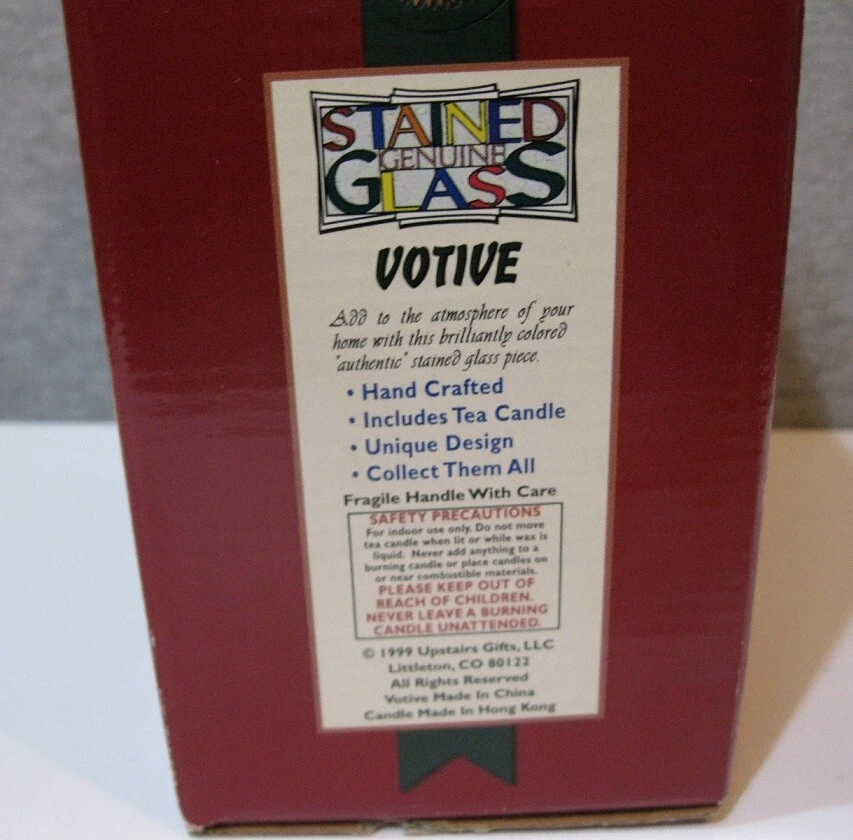 STAINED
GENUINE
GLASS
VOTIVE
Add to the atmosphere of your
home with this brilliantly colored
"authentic" stained glass piece.
• Hand Crafted
• Includes Tea Candle
• Unique Design
• Collect Them All
Fragile Handle With Care
SAFETY PRECAUTIONS
For indoor use only. Do not move
tea candle when lit or while wax is
liquid. Never add anything to a
burning candle or place candles on
or near combustible materials.
PLEASE KEEP OUT OF
REACH OF CHILDREN.
NEVER LEAVE A BURNING
CANDLE UNATTENDED.
© 1999 Upstairs Gifts, LLC
Littleton, CO 80122
All Rights Reserved
Votive Made In China
Candle Made In Hong Kong